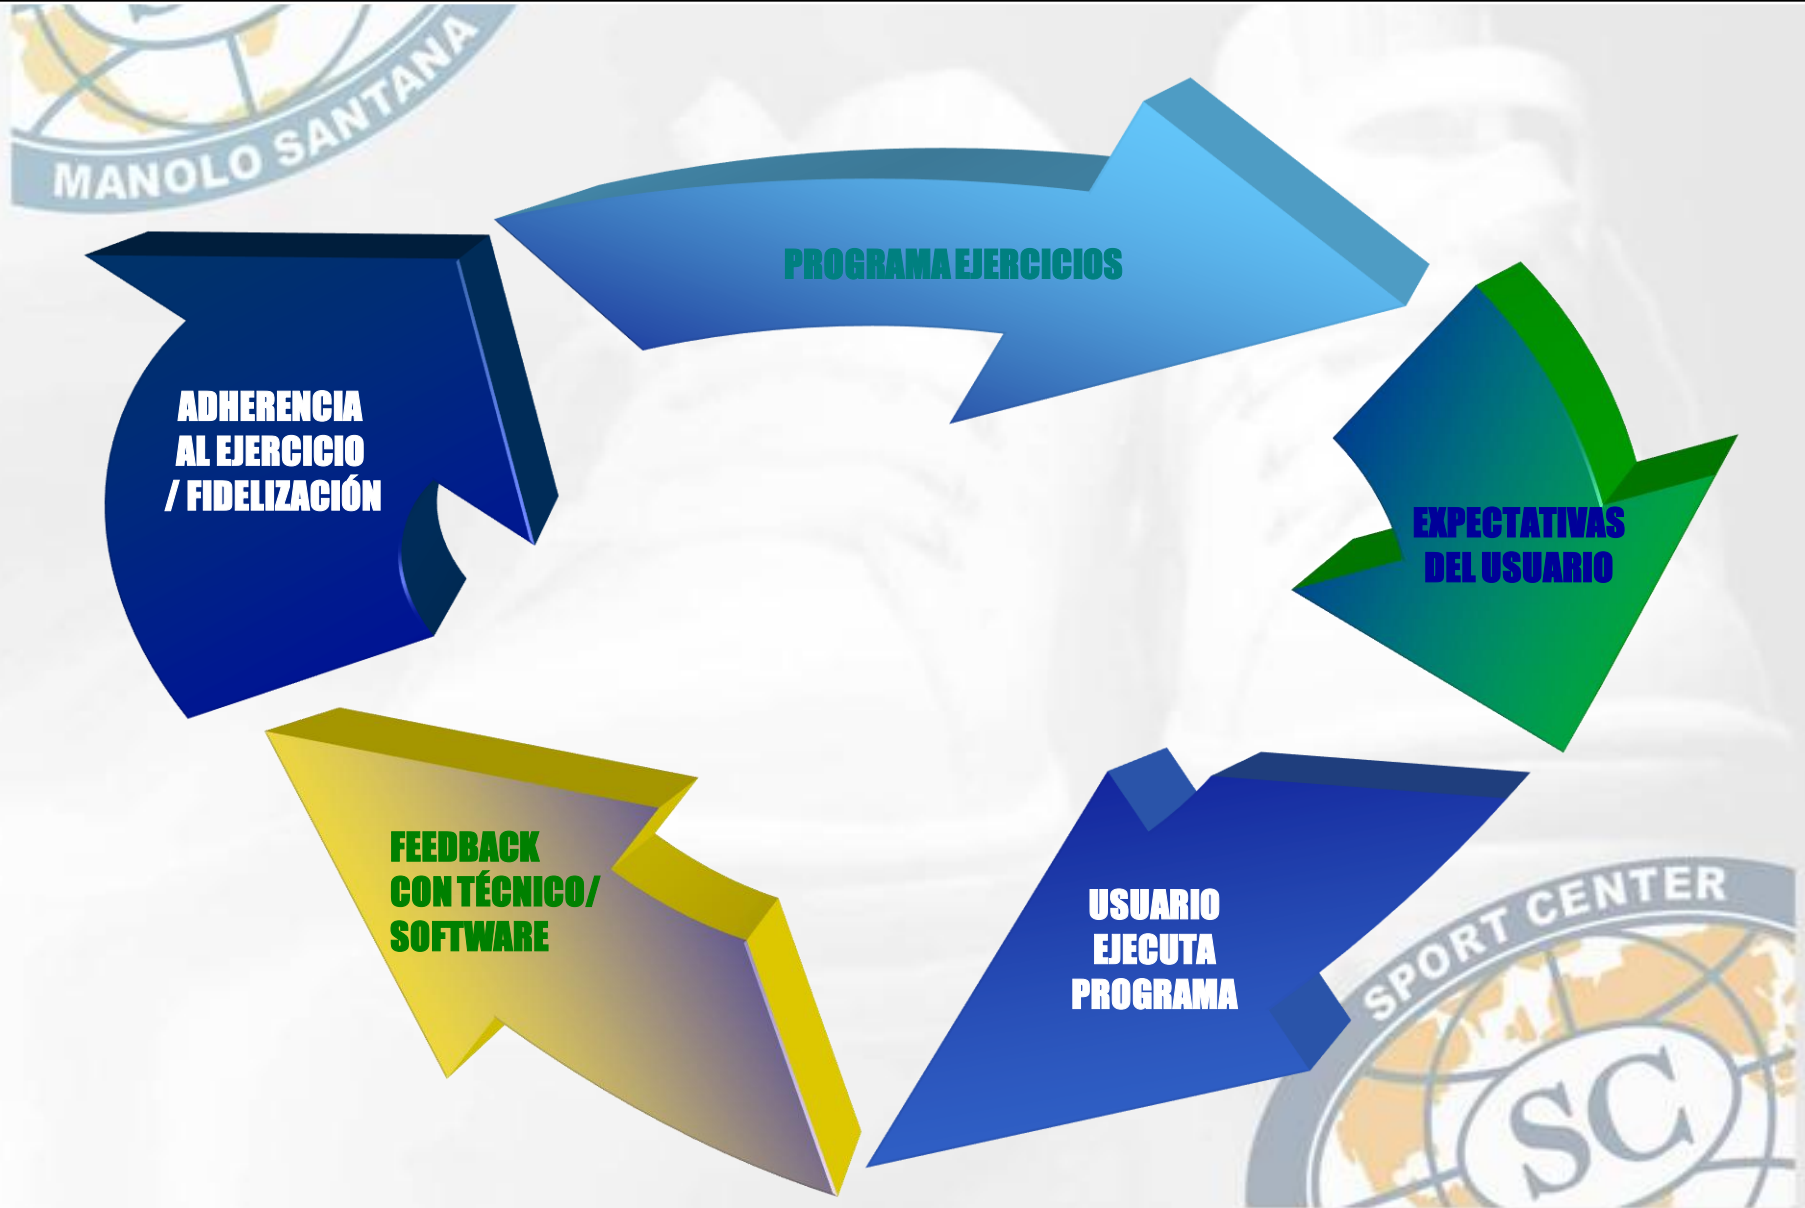 MANOLO SANTANA
PROGRAMA EJERCICIOS
ADHERENCIA
AL EJERCICIO
/ FIDELIZACIÓN
EXPECTATIVAS
DEL USUARIO
FEEDBACK
CON TÉCNICO/
SOFTWARE
USUARIO
EJECUTA
PROGRAMA
SPORT CENTER
SC